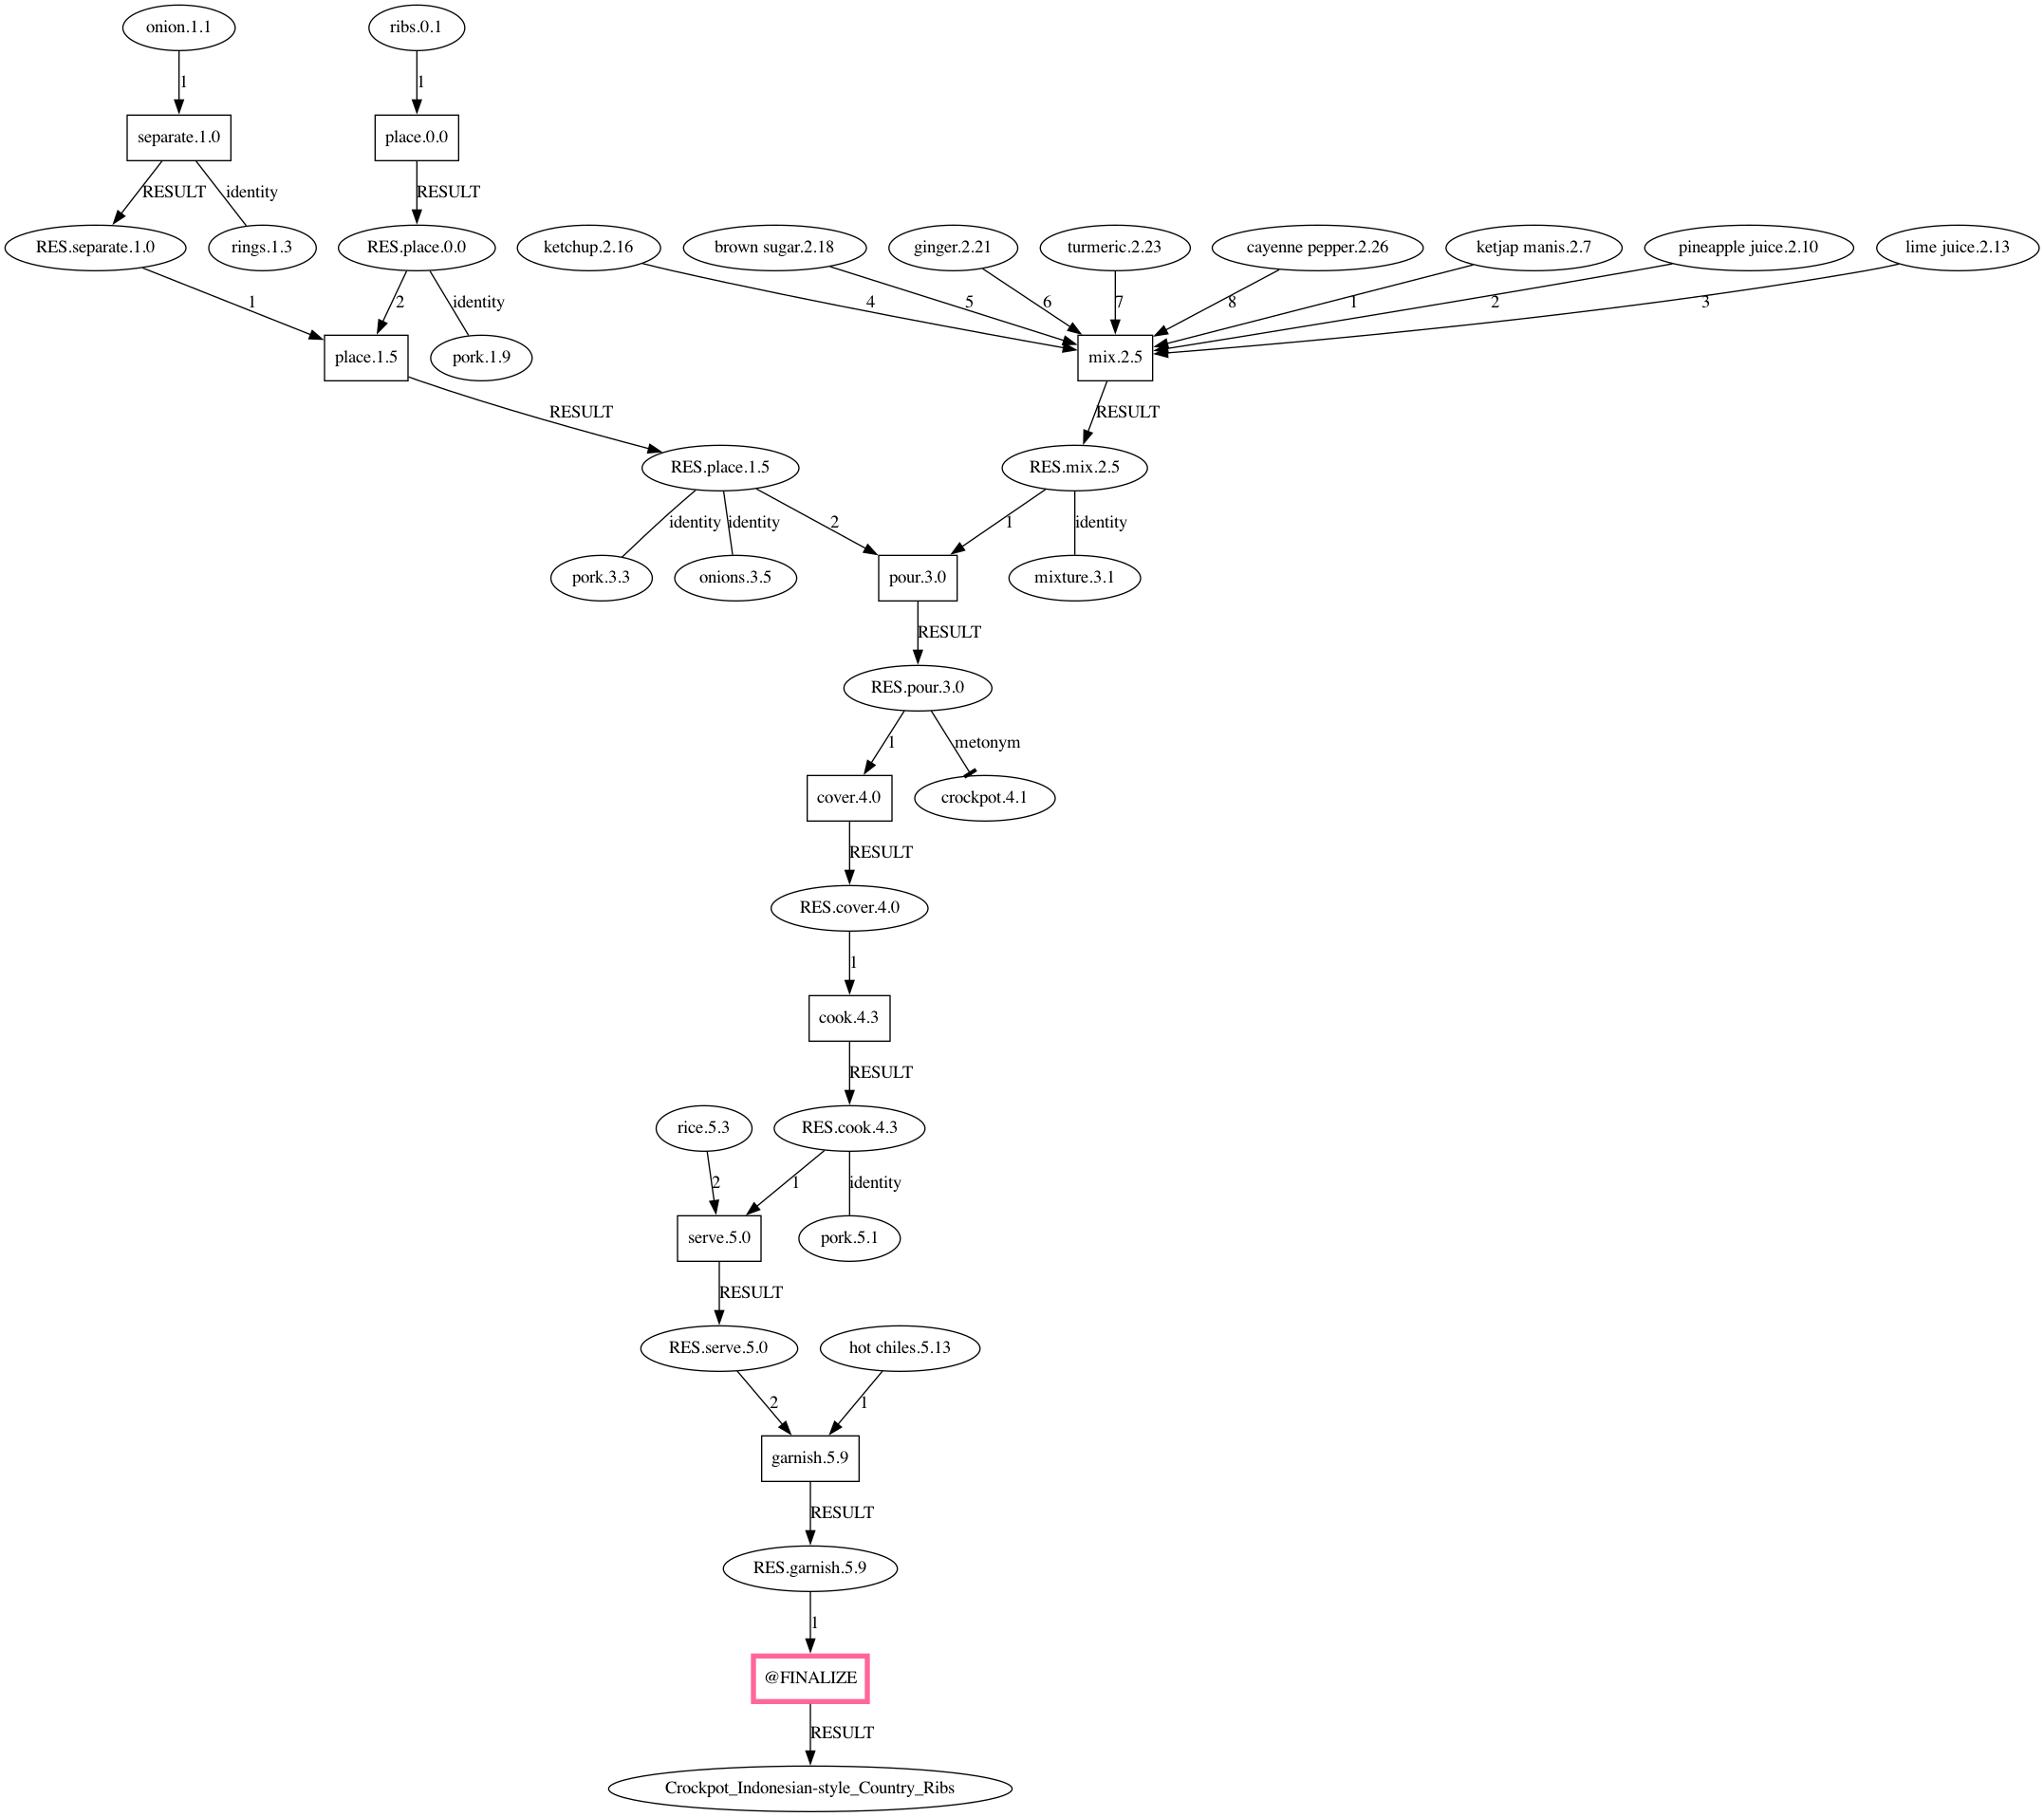 onion.1.1
ribs.0.1
1
1
separate.1.0
place.0.0
RESULT
identity
RESULT
RES.separate.1.0
rings.1.3
RES.place.0.0
ketchup.2.16
brown sugar.2.18
ginger.2.21
turmeric.2.23
cayenne pepper.2.26
ketjap manis.2.7
pineapple juice.2.10
lime juice.2.13
1
2
identity
4
5
6
7
8
1
2
3
place.1.5
pork.1.9
mix.2.5
RESULT
RESULT
RES.place.1.5
RES.mix.2.5
identity
identity
2
1
identity
pork.3.3
onions.3.5
pour.3.0
mixture.3.1
RESULT
RES.pour.3.0
1
metonym
cover.4.0
crockpot.4.1
RESULT
RES.cover.4.0
1
cook.4.3
RESULT
rice.5.3
RES.cook.4.3
2
1
identity
serve.5.0
pork.5.1
RESULT
RES.serve.5.0
hot chiles.5.13
2
1
garnish.5.9
RESULT
RES.garnish.5.9
1
@FINALIZE
RESULT
Crockpot_Indonesian-style_Country_Ribs